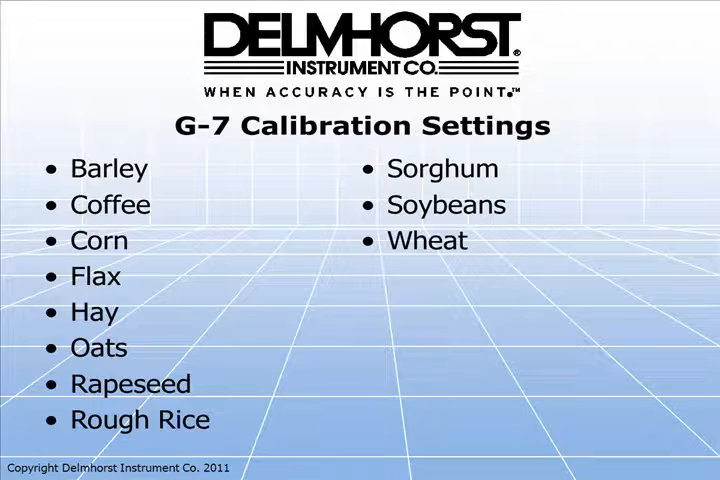 DELMHORST®
INSTRUMENT CO.
WHEN ACCURACY IS THE POINT.™
G-7 Calibration Settings
• Barley
• Coffee
• Corn
• Flax
• Hay
• Oats
• Rapeseed
• Rough Rice
• Sorghum
• Soybeans
• Wheat
Copyright Delmhorst Instrument Co. 2011